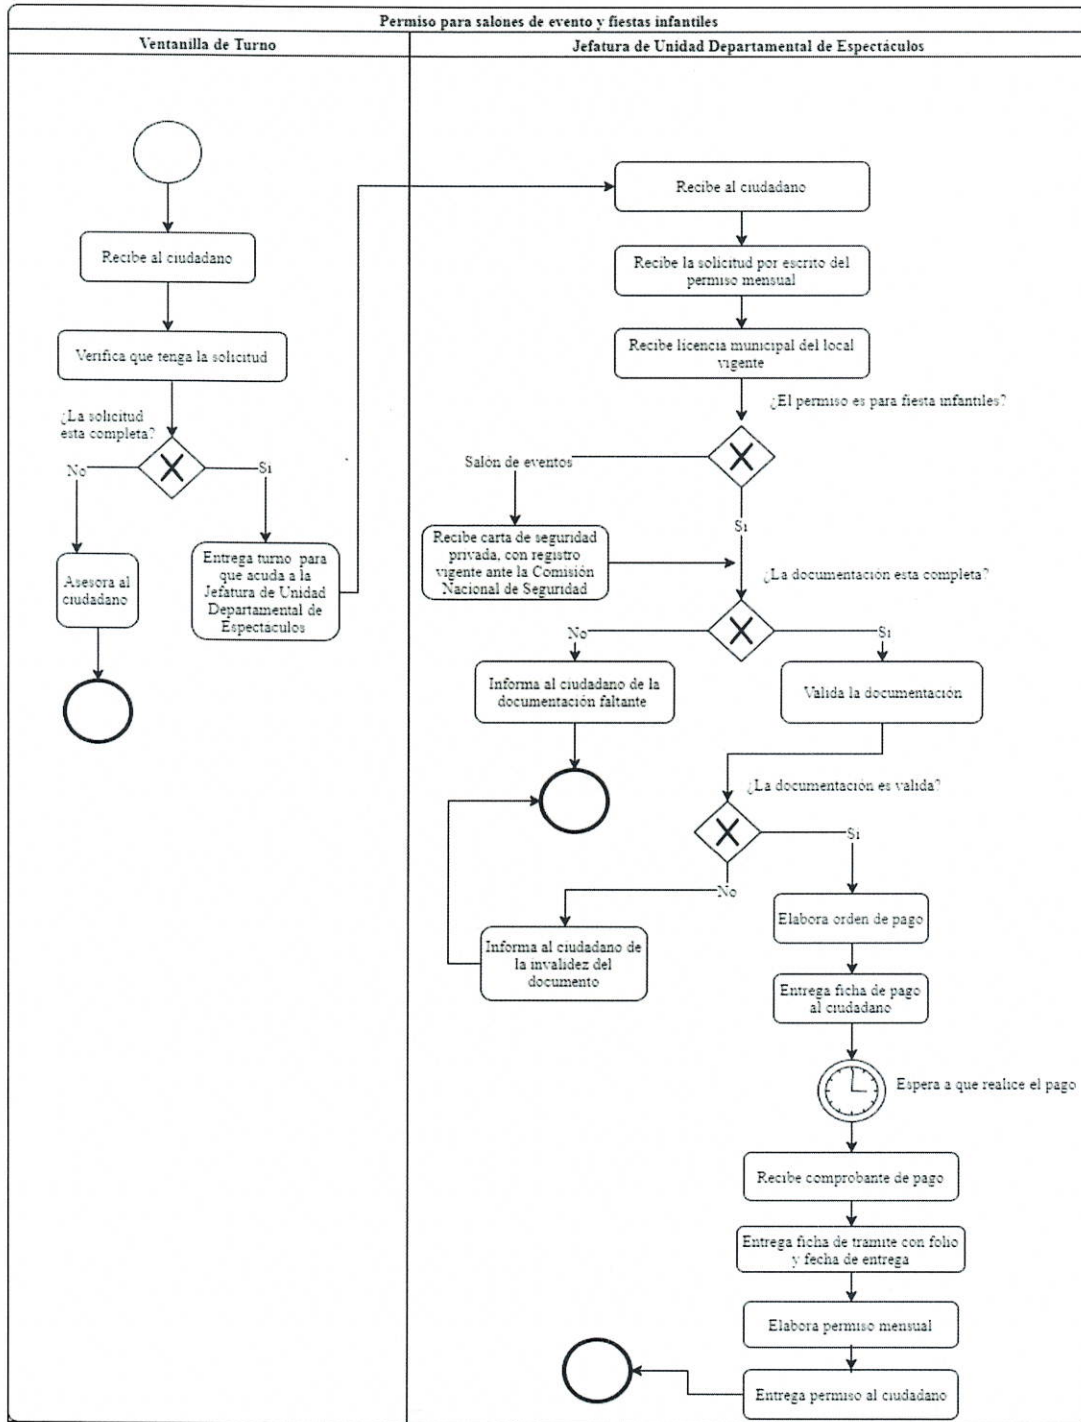 Permiso para salones de evento y fiestas infantiles
Ventanilla de Turno
Jefatura de Unidad Departamental de Espectáculos
Recibe al ciudadano
Verifica que tenga la solicitud
¿La solicitud
esta completa?
No
Si
Asesora al
ciudadano
Entrega turno para
que acuda a la
Jefatura de Unidad
Departamental de
Espectáculos
Recibe al ciudadano
Recibe la solicitud por escrito del
permiso mensual
Recibe licencia municipal del local
vigente
¿El permiso es para fiesta infantiles?
Salón de eventos
Si
Recibe carta de seguridad
privada, con registro
vigente ante la Comisión
Nacional de Seguridad
¿La documentación esta completa?
No
Si
Informa al ciudadano de la
documentación faltante
Valida la documentación
¿La documentación es valida?
Si
No
Informa al ciudadano de
la invalidez del
documento
Elabora orden de pago
Entrega ficha de pago
al ciudadano
Espera a que realice el pago
Recibe comprobante de pago
Entrega ficha de tramite con folio
y fecha de entrega
Elabora permiso mensual
Entrega permiso al ciudadano